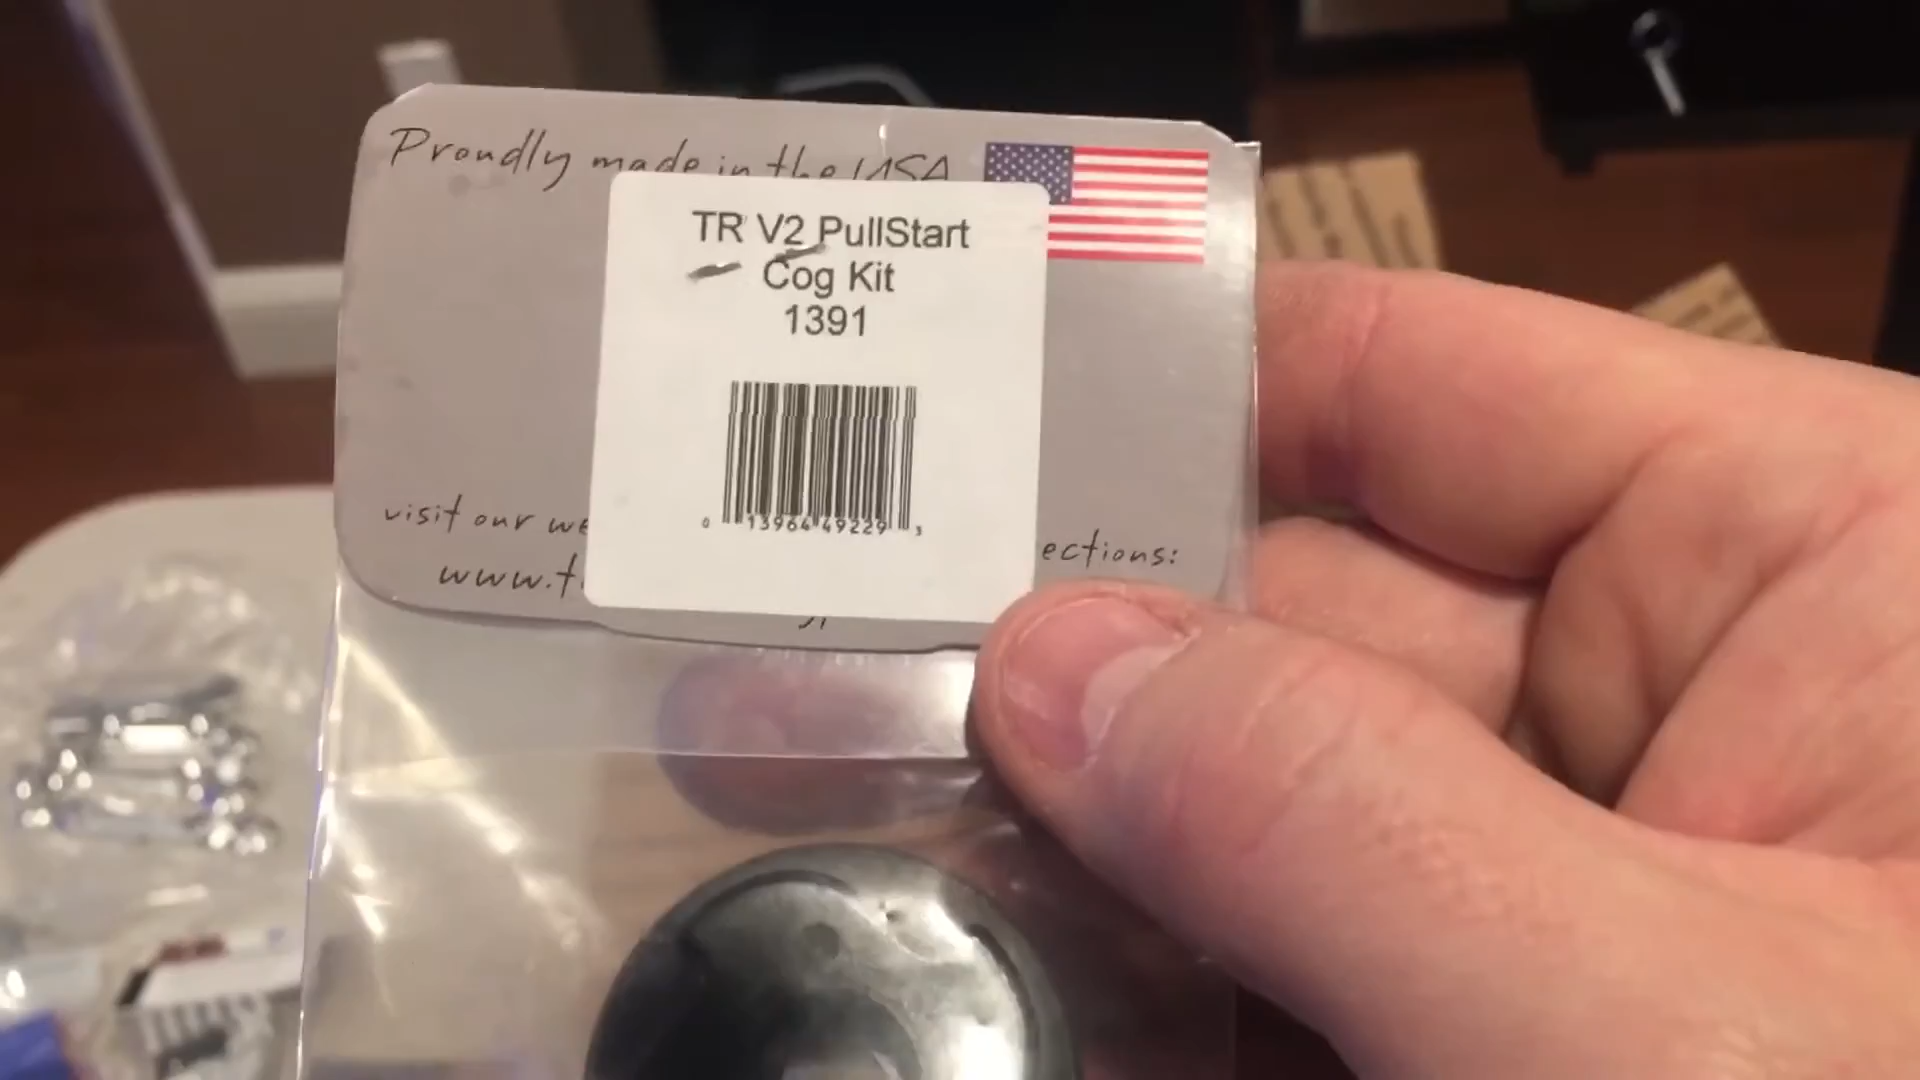 Proudly made in the USA
TR V2 PullStart
Cog Kit
1391
0 13964 49229 3
visit our we
ections:
www.t